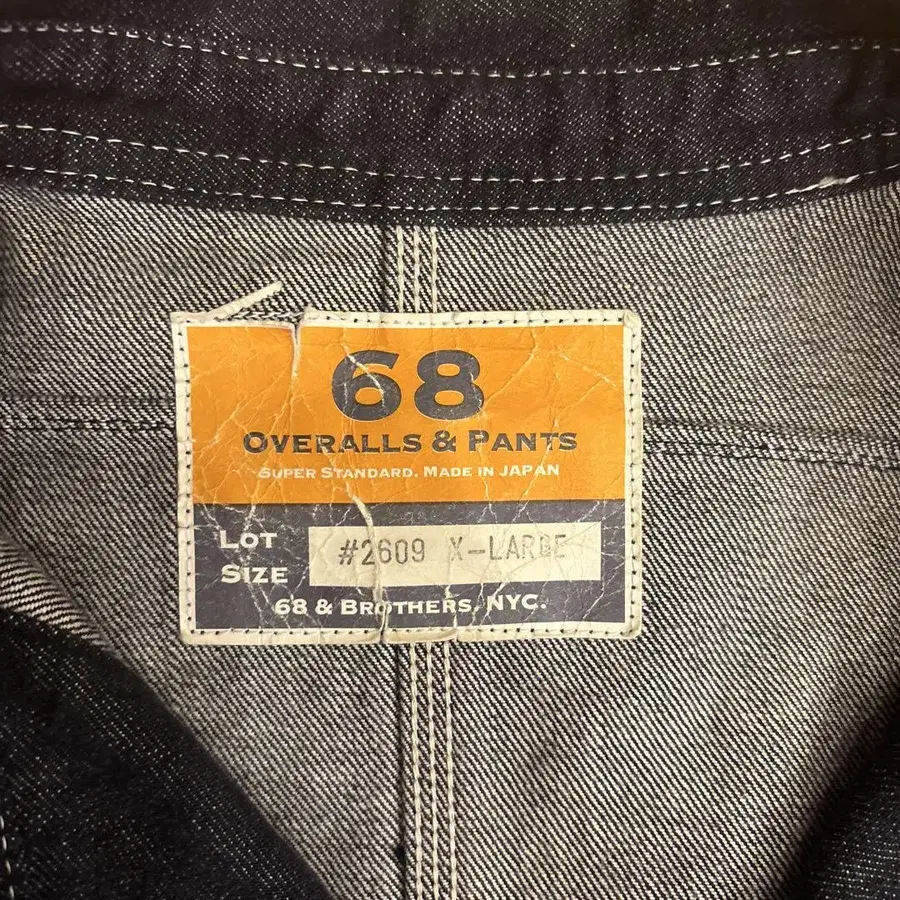 68
OVERALLS & PANTS
SUPER STANDARD. MADE IN JAPAN
LOT
SIZE
#2609 X-LARGE
68 & BROTHERS, NYC.